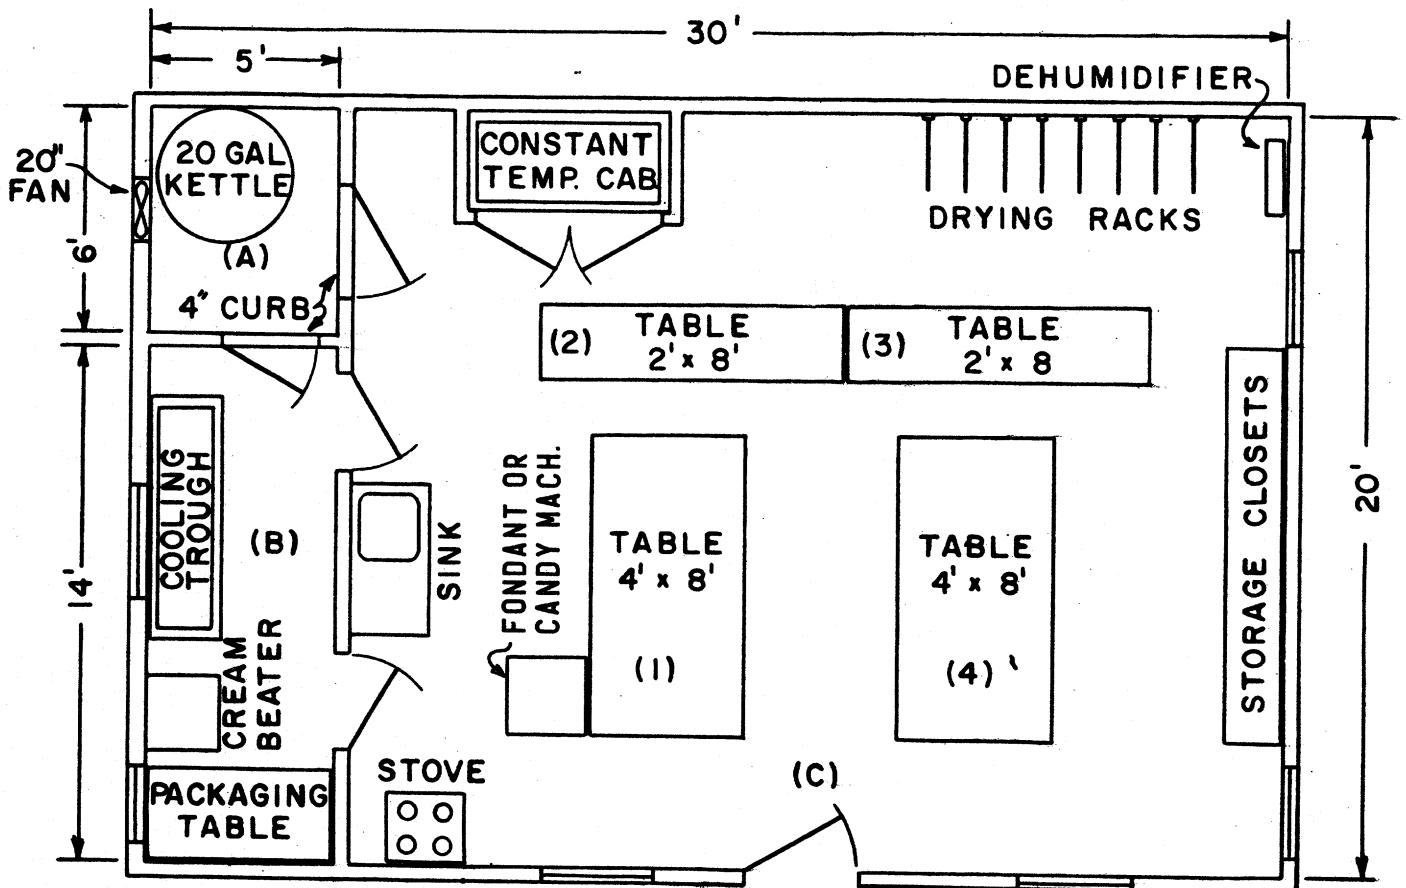 30'
5'
DEHUMIDIFIER
20"
FAN
20 GAL
KETTLE
CONSTANT
TEMP. CAB
DRYING RACKS
6'
(A)
4" CURB
(2) TABLE
2' x 8'
(3) TABLE
2' x 8
COOLING
TROUGH
(B)
SINK
FONDANT OR
CANDY MACH.
TABLE
4' x 8'
(1)
TABLE
4' x 8'
(4)
STORAGE CLOSETS
20'
14'
CREAM
BEATER
STOVE
(C)
PACKAGING
TABLE